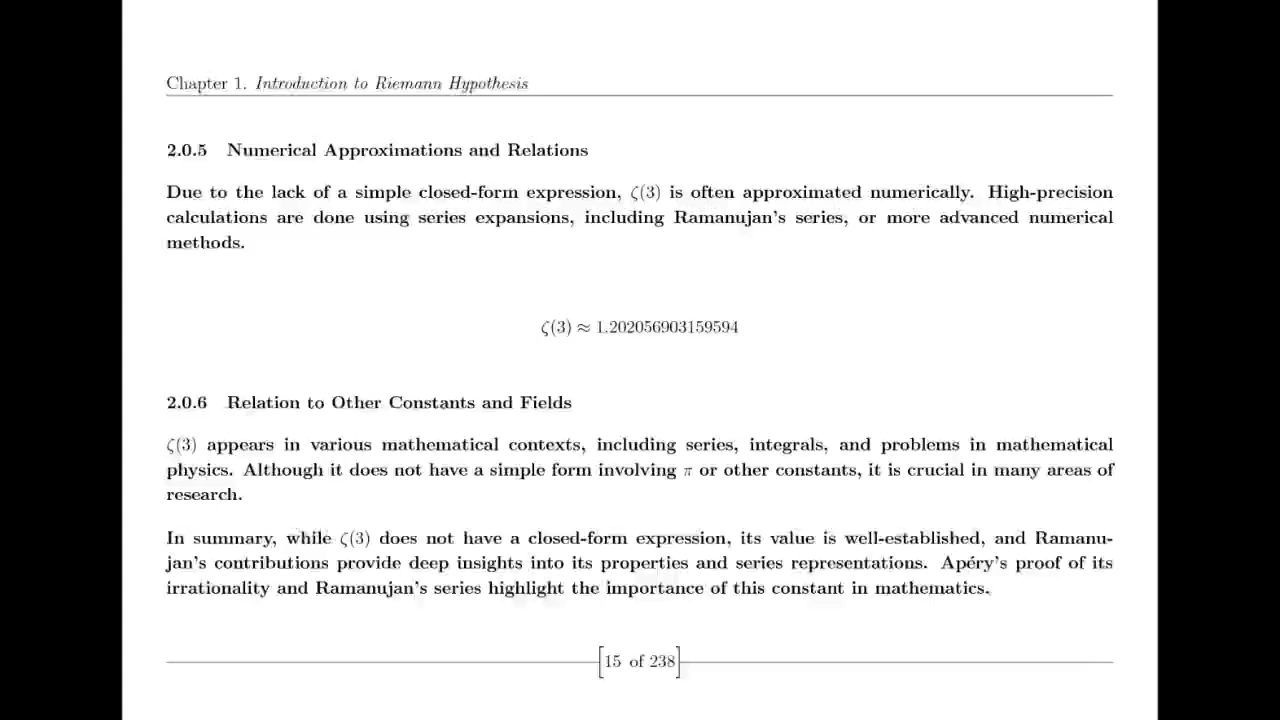 Chapter 1. Introduction to Riemann Hypothesis
2.0.5 Numerical Approximations and Relations
Due to the lack of a simple closed-form expression, ζ(3) is often approximated numerically. High-precision
calculations are done using series expansions, including Ramanujan's series, or more advanced numerical
methods.
ζ(3) ≈ 1.202056903159594
2.0.6 Relation to Other Constants and Fields
ζ(3) appears in various mathematical contexts, including series, integrals, and problems in mathematical
physics. Although it does not have a simple form involving π or other constants, it is crucial in many areas of
research.
In summary, while ζ(3) does not have a closed-form expression, its value is well-established, and Ramanu-
jan's contributions provide deep insights into its properties and series representations. Apéry's proof of its
irrationality and Ramanujan's series highlight the importance of this constant in mathematics.
[15 of 238]